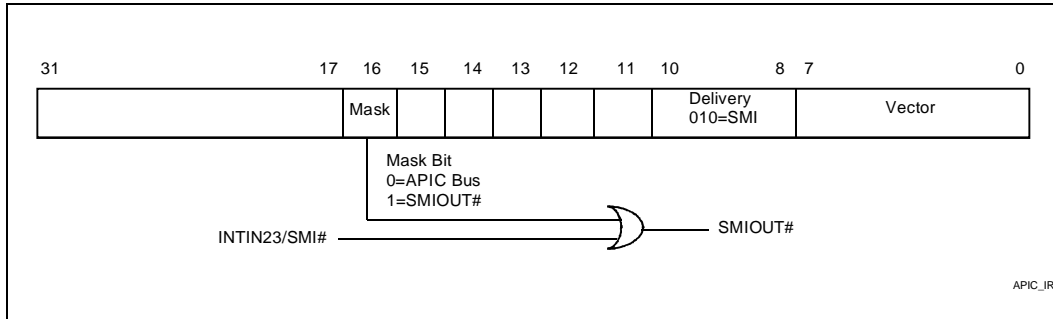 31 17 16 15 14 13 12 11 10 8 7 0
Mask
Delivery
010=SMI
Vector
Mask Bit
0=APIC Bus
1=SMIOUT#
INTIN23/SMI#
SMIOUT#
APIC_IR